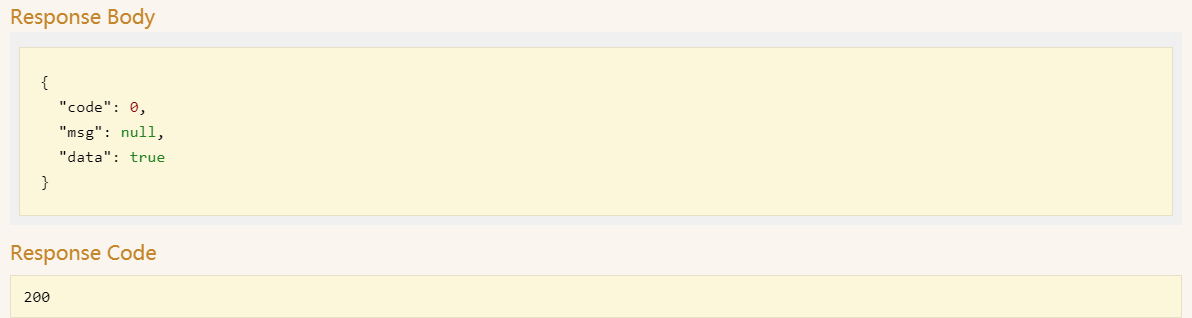 Response Body
{
"code": 0,
"msg": null,
"data": true
}
Response Code
200